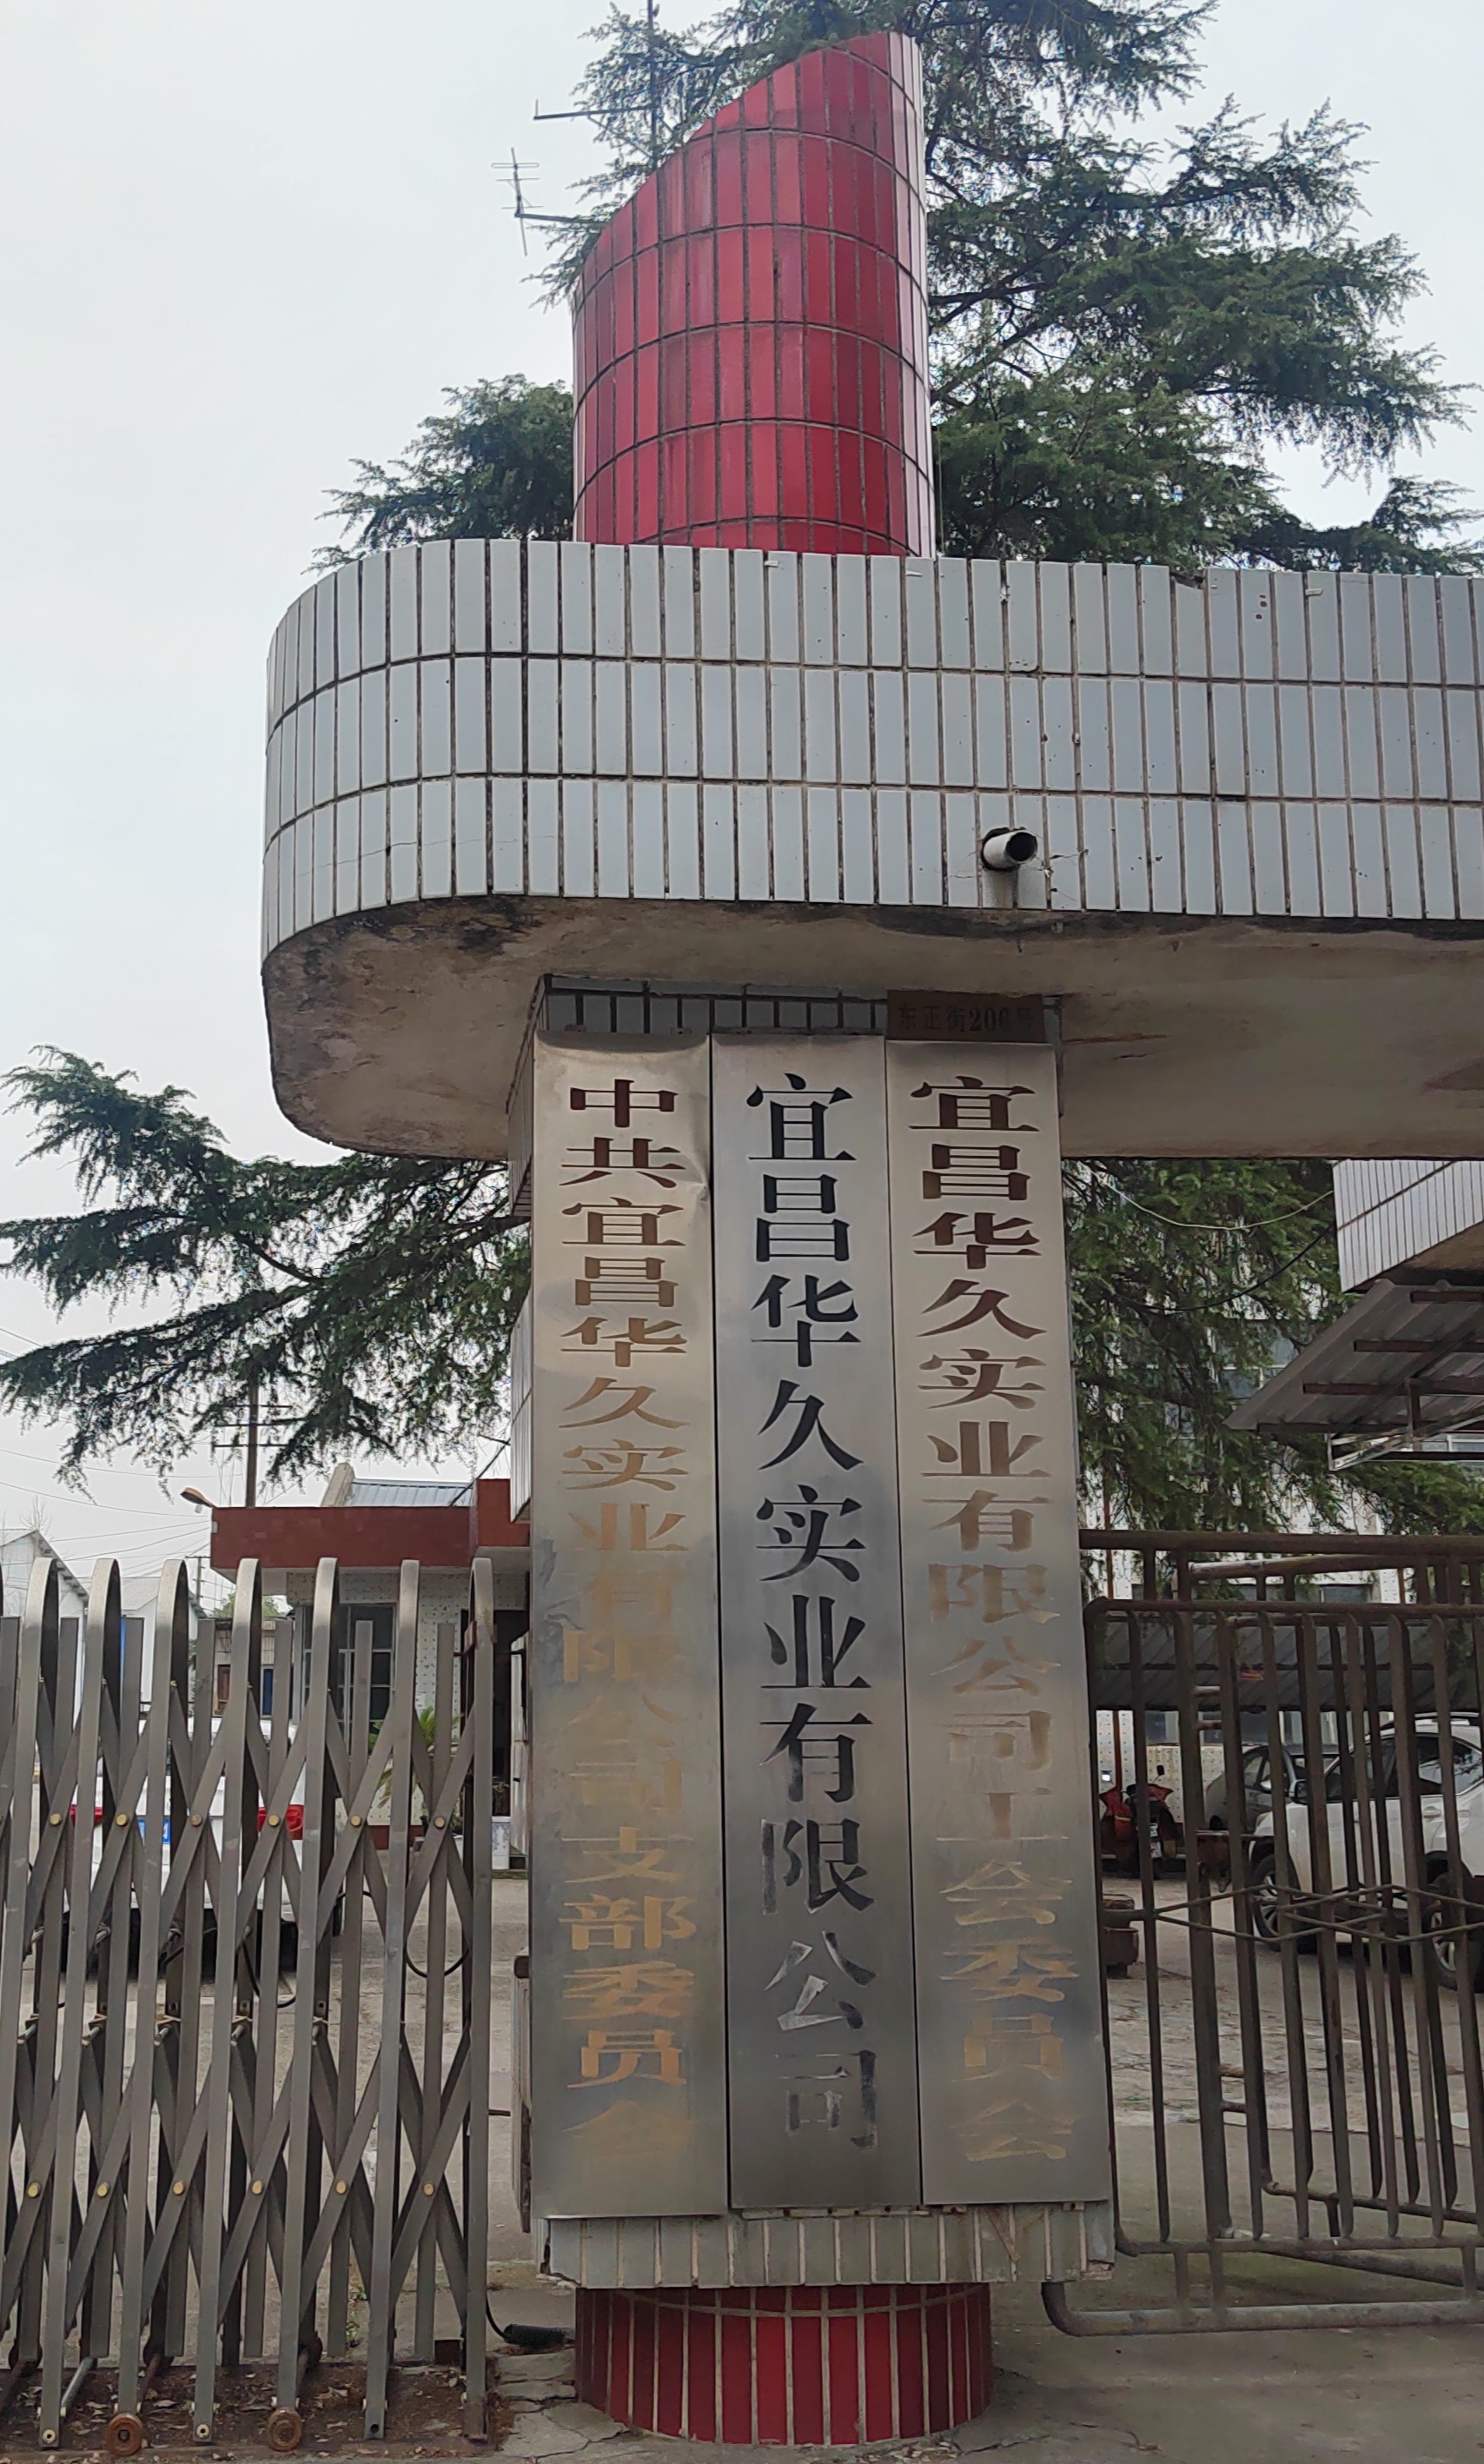 东正街206号
中共宜昌华久实业有限公司支部委员会
宜昌华久实业有限公司
宜昌华久实业有限公司工会委员会